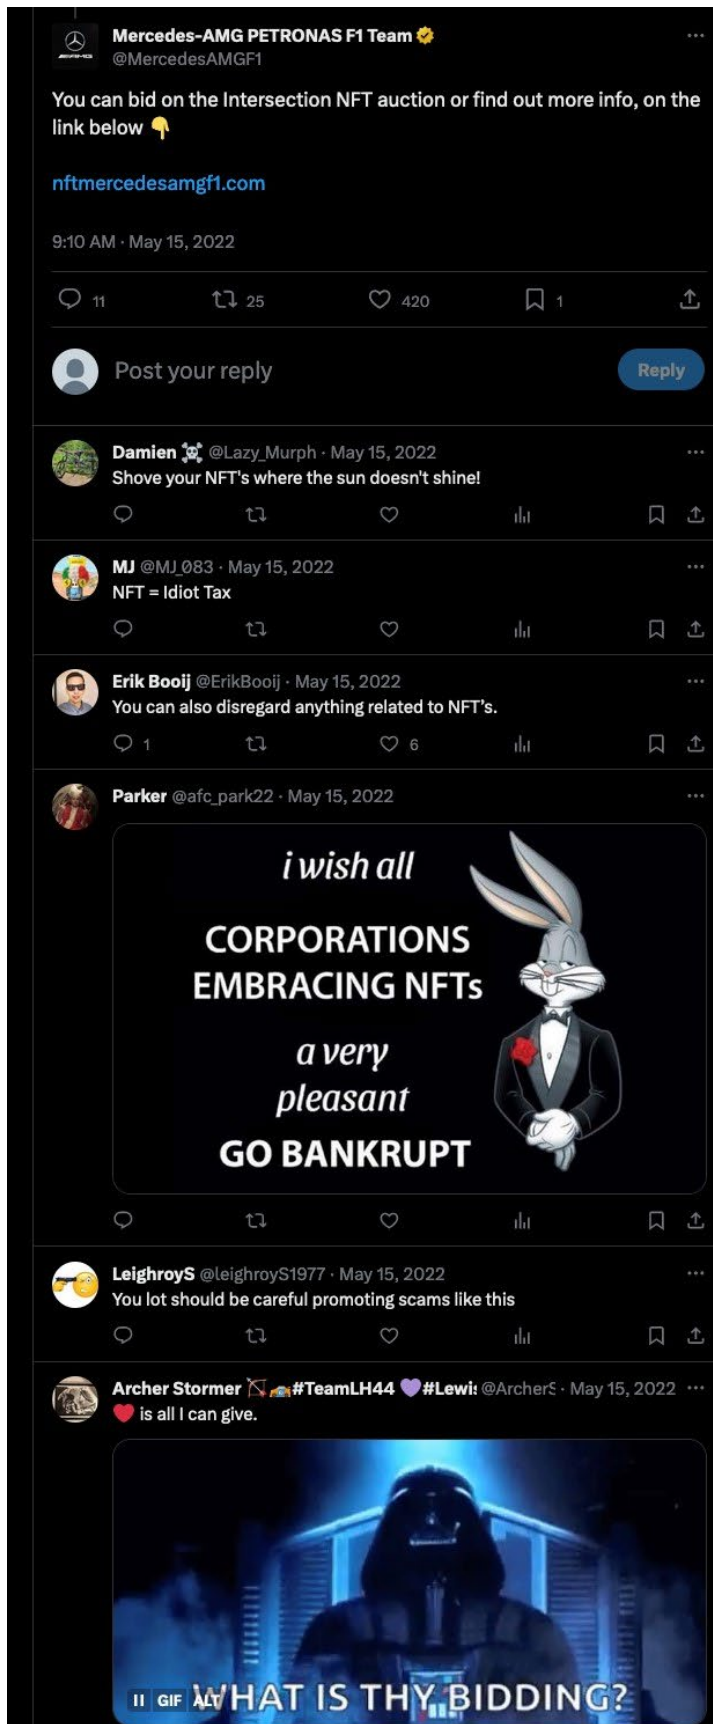 Mercedes-AMG PETRONAS F1 Team
@MercedesAMGF1
You can bid on the Intersection NFT auction or find out more info, on the
link below 👇
nftmercedesamgf1.com
9:10 AM · May 15, 2022
11 25 420 1
Post your reply
Reply
Damien ☠️ @Lazy_Murph · May 15, 2022
Shove your NFT's where the sun doesn't shine!
MJ @MJ_083 · May 15, 2022
NFT = Idiot Tax
Erik Booij @ErikBooij · May 15, 2022
You can also disregard anything related to NFT's.
1 6
Parker @afc_park22 · May 15, 2022
i wish all
CORPORATIONS
EMBRACING NFTs
a very
pleasant
GO BANKRUPT
LeighroyS @leighroyS1977 · May 15, 2022
You lot should be careful promoting scams like this
Archer Stormer 🏹🏎️#TeamLH44 💜#Lewi @ArcherS · May 15, 2022
❤️ is all I can give.
GIF ALT
WHAT IS THY BIDDING?